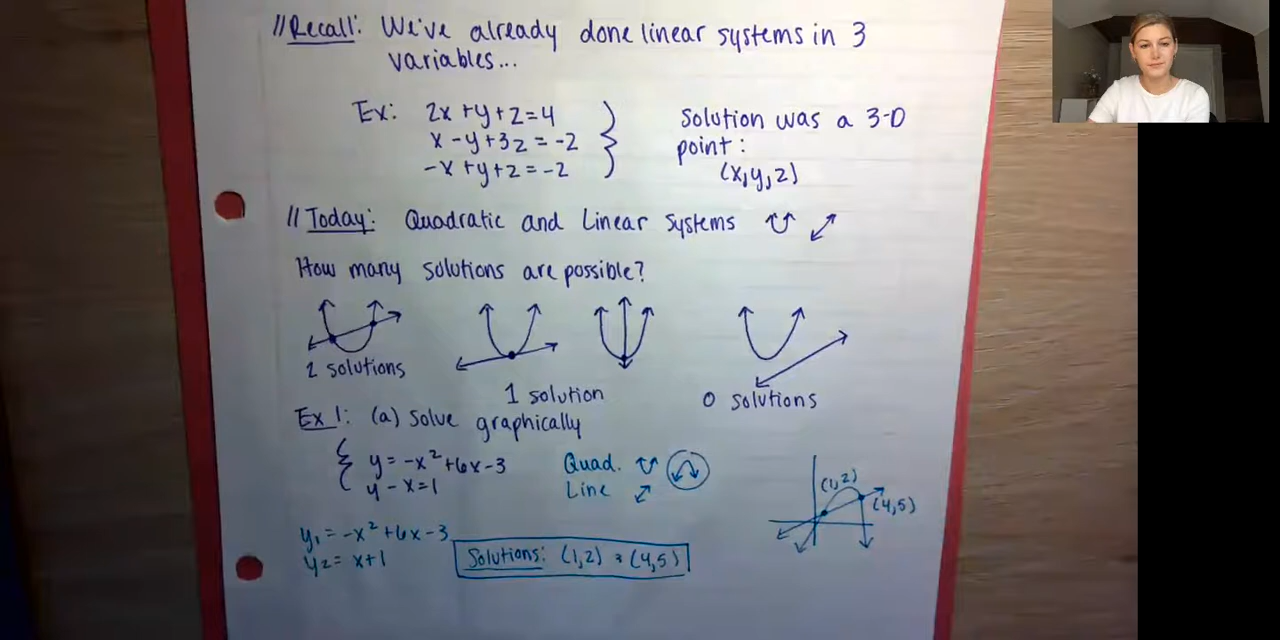 //Recall: We've already done linear systems in 3
variables...
Ex: 2x+y+z=4
x-y+3z=-2
-x+y+z=-2
Solution was a 3-D
point:
(x,y,z)
//Today: Quadratic and Linear Systems
How many solutions are possible?
2 solutions
1 solution
0 solutions
Ex 1: (a) Solve graphically
y=-x²+6x-3
y-x=1
Quad.
Line
y₁=-x²+6x-3
y₂=x+1
Solutions: (1,2) & (4,5)
(1,2)
(4,5)